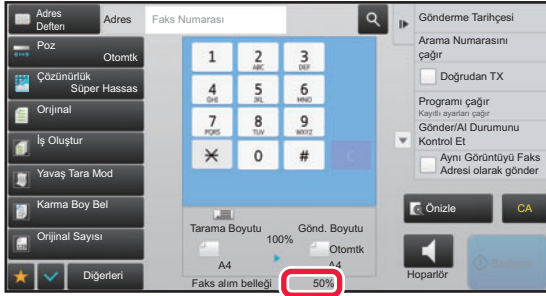 Adres
Defteri
Adres
Faks Numarası
Poz
Otomtk
Çözünürlük
Süper Hassas
Orijinal
İş Oluştur
Yavaş Tara Mod
Karma Boy Bel
Orijinal Sayısı
Diğerleri
1
2
ABC
3
DEF
4
GHI
5
JKL
6
MNO
7
PQRS
8
TUV
9
WXYZ
0
#
C
Tarama Boyutu
100%
Gönd. Boyutu
Otomtk
A4
A4
Faks alım belleği
50%
Gönderme Tarihçesi
Arama Numarasını
çağır
Doğrudan TX
Programı çağır
Kayıtlı ayarları çağır
Gönder/Al Durumunu
Kontrol Et
Aynı Görüntüyü Faks
Adresi olarak gönder
Önizle
CA
Hoparlör